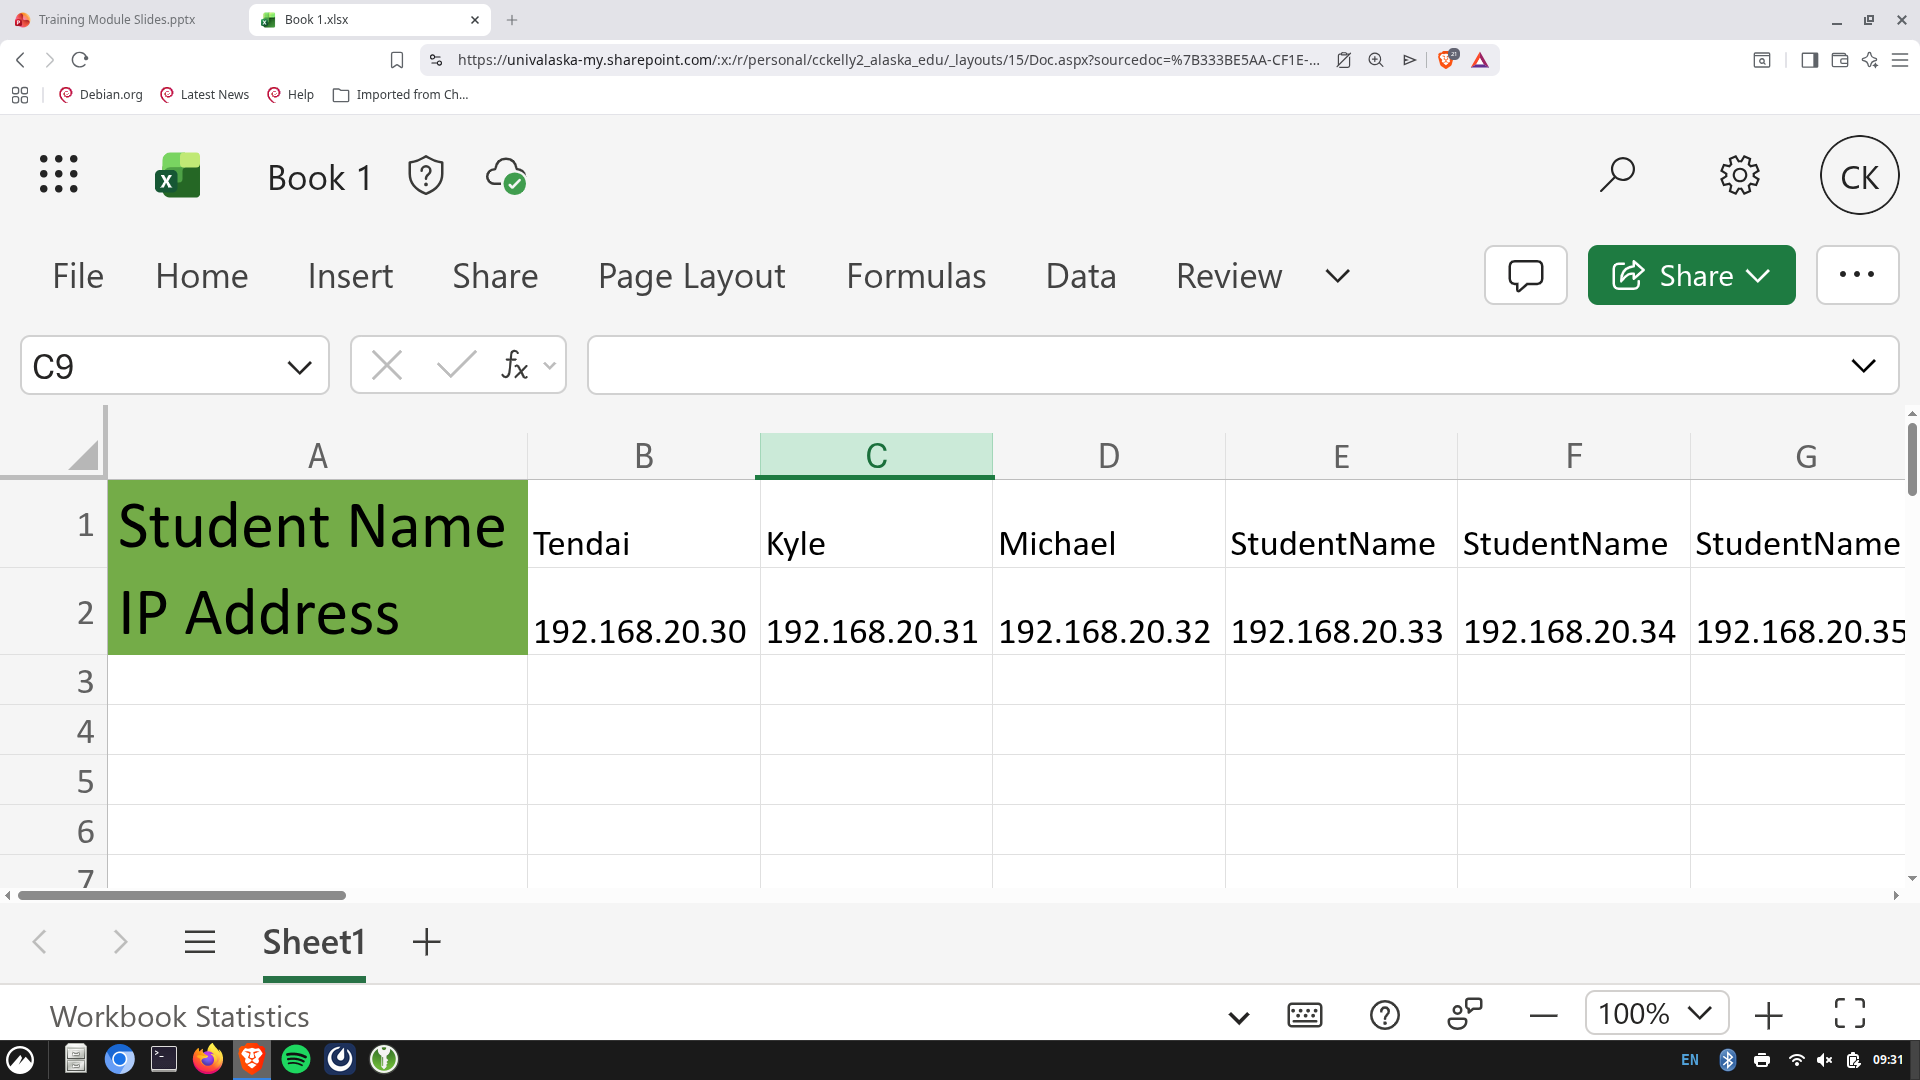 Training Module Slides.pptx
Book 1.xlsx
https://univalaska-my.sharepoint.com/:x:/r/personal/cckelly2_alaska_edu/_layouts/15/Doc.aspx?sourcedoc=%7B333BE5AA-CF1E-...
21
Debian.org
Latest News
Help
Imported from Ch...
Book 1
CK
File
Home
Insert
Share
Page Layout
Formulas
Data
Review
Share
C9
fx
A B C D E F G
1 Student Name Tendai Kyle Michael StudentName StudentName StudentName
2 IP Address 192.168.20.30 192.168.20.31 192.168.20.32 192.168.20.33 192.168.20.34 192.168.20.35
3
4
5
6
7
Sheet1
Workbook Statistics
100%
EN
09:31